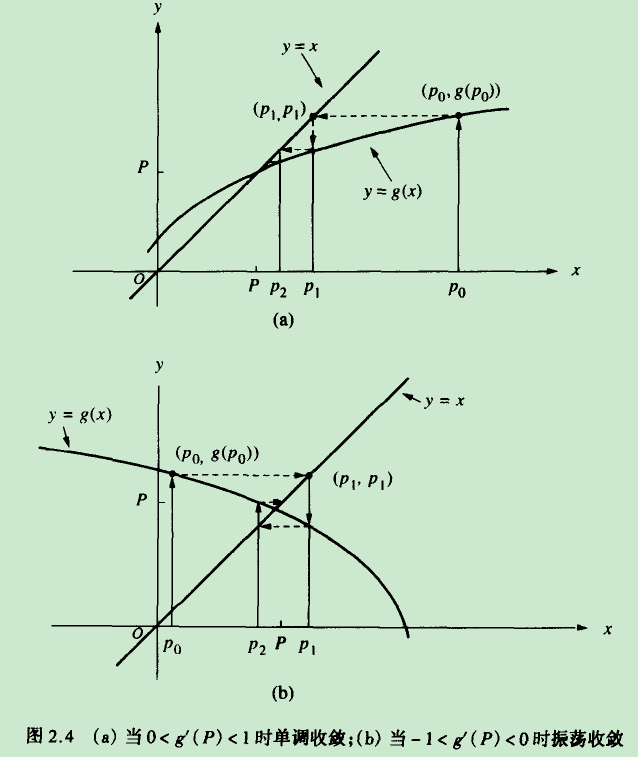 y
y = x
(p₀, g(p₀))
(p₁, p₁)
P
y = g(x)
O
P p₂ p₁ p₀ x
(a)
y
y = g(x)
y = x
(p₀, g(p₀))
(p₁, p₁)
P
O
p₀ p₂ P p₁ x
(b)
图 2.4 (a) 当 0 < g′(P) < 1 时单调收敛;(b) 当 -1 < g′(P) < 0 时振荡收敛